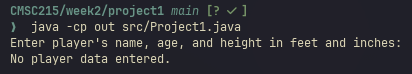 CMSC215/week2/project1 main [? ✓]
❯ java -cp out src/Project1.java
Enter player's name, age, and height in feet and inches:
No player data entered.